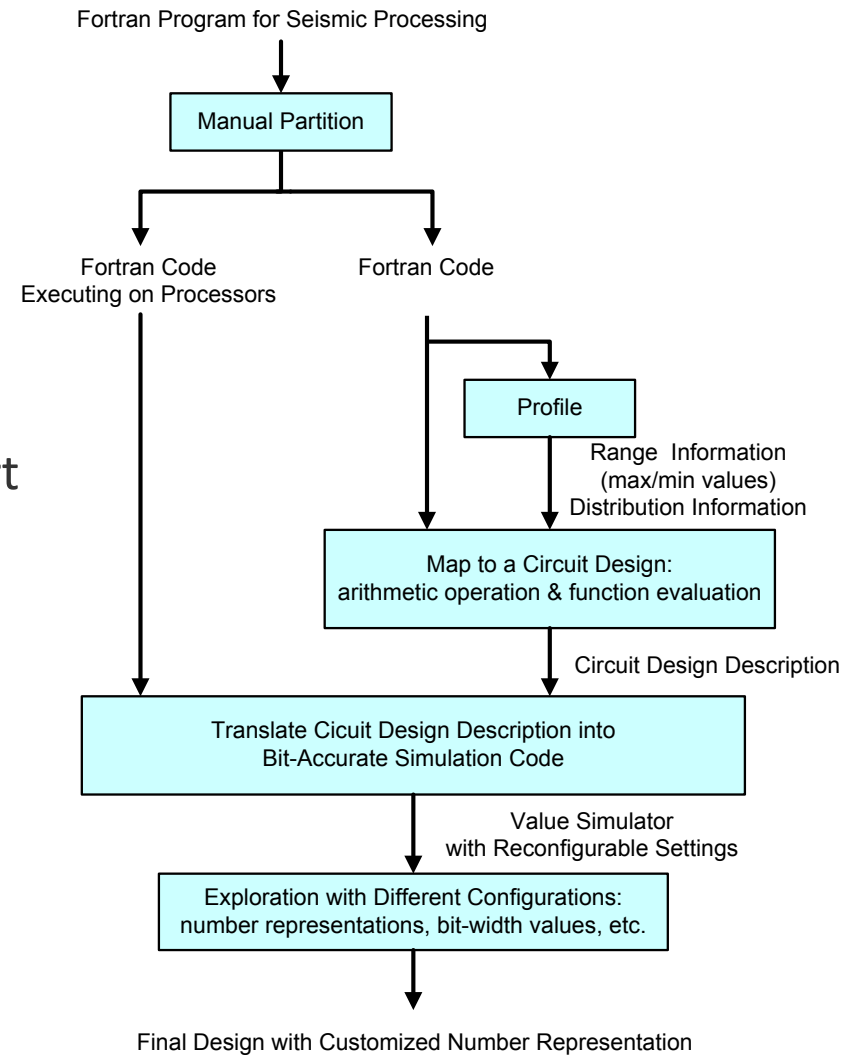 Fortran Program for Seismic Processing
Manual Partition
Fortran Code
Executing on Processors
Fortran Code
Profile
Range Information
(max/min values)
Distribution Information
Map to a Circuit Design:
arithmetic operation & function evaluation
Circuit Design Description
Translate Cicuit Design Description into
Bit-Accurate Simulation Code
Value Simulator
with Reconfigurable Settings
Exploration with Different Configurations:
number representations, bit-width values, etc.
Final Design with Customized Number Representation